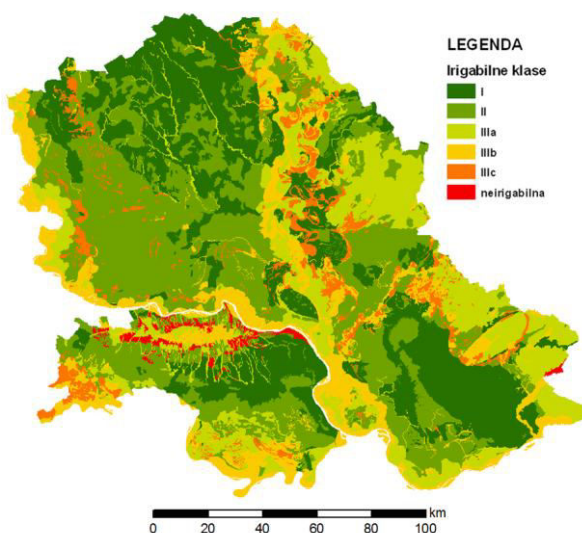 LEGENDA
Irigabilne klase
I
II
IIIa
IIIb
IIIc
neirigabilna
km
0 20 40 60 80 100